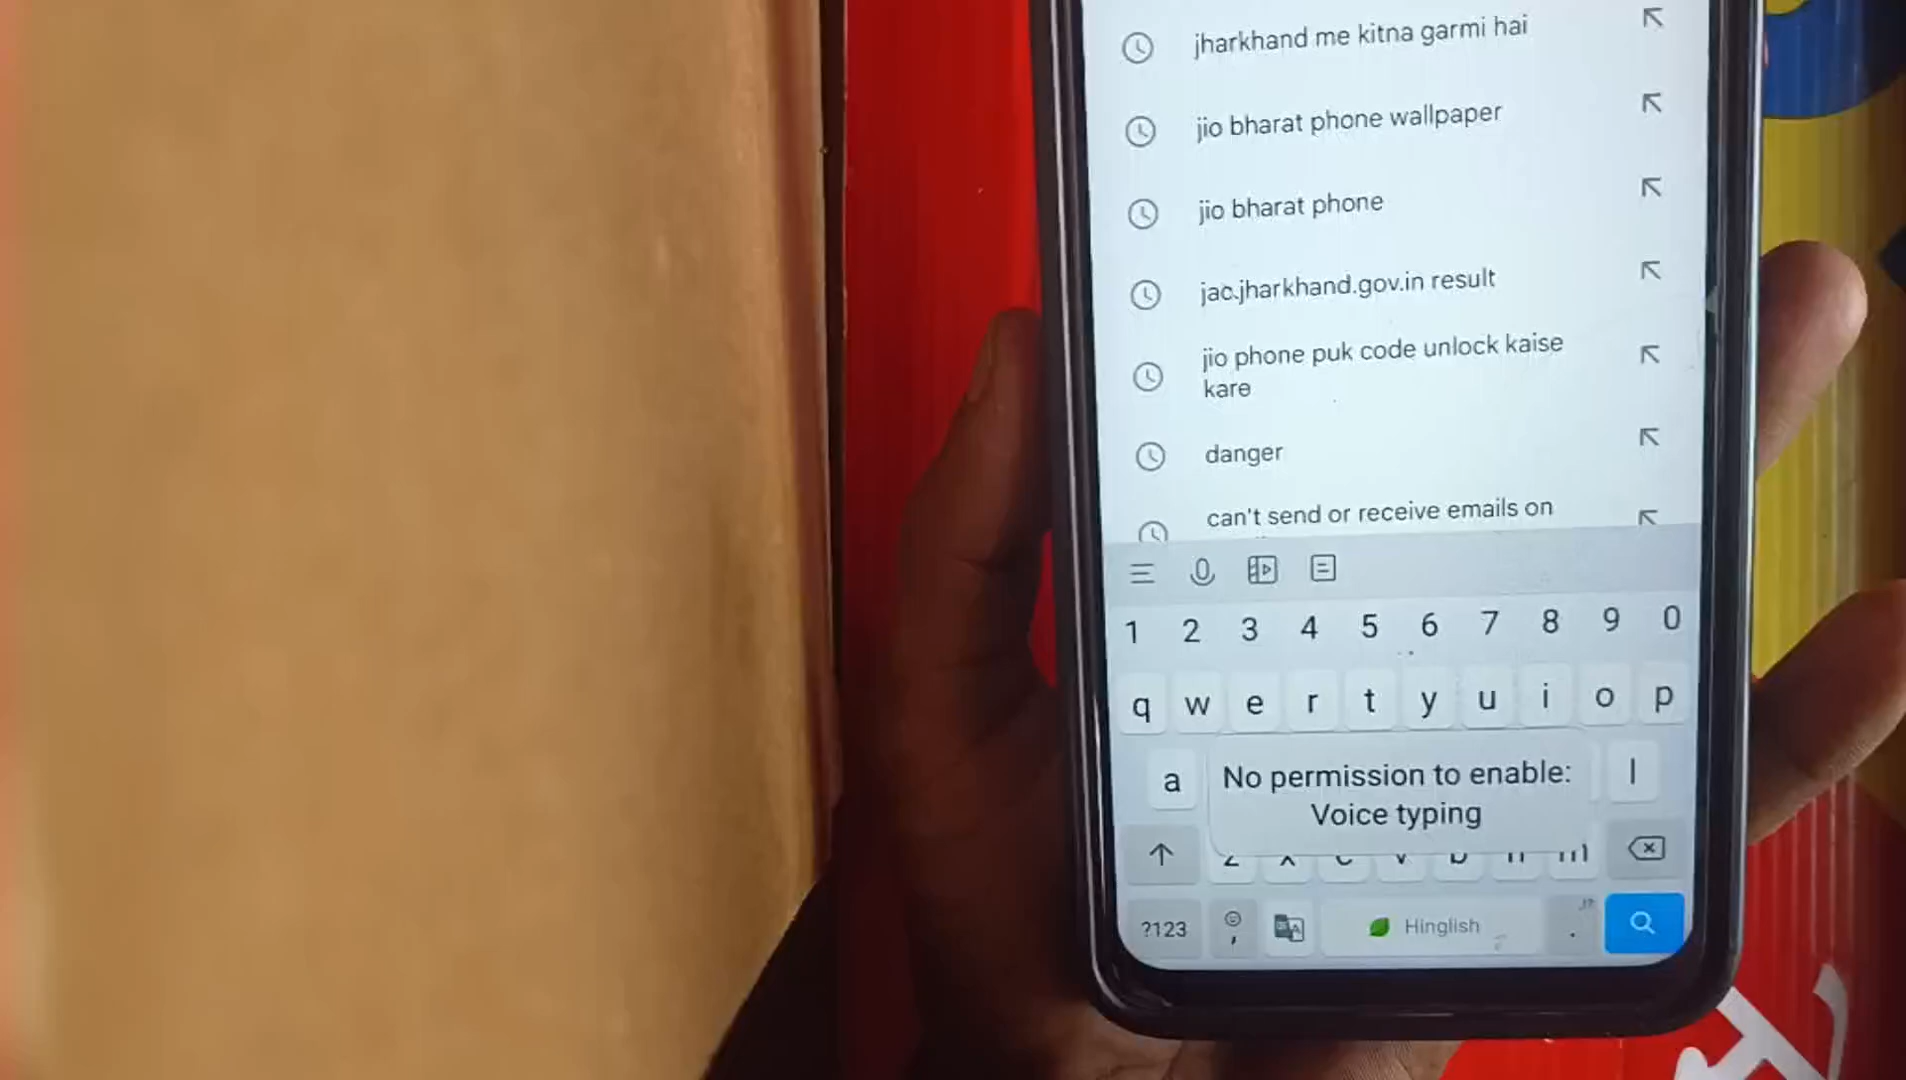 jharkhand me kitna garmi hai
jio bharat phone wallpaper
jio bharat phone
jac.jharkhand.gov.in result
jio phone puk code unlock kaise
kare
danger
can't send or receive emails on
1 2 3 4 5 6 7 8 9 0
q w e r t y u i o p
a l
No permission to enable:
Voice typing
z x c v b n m
?123 , Hinglish . !?